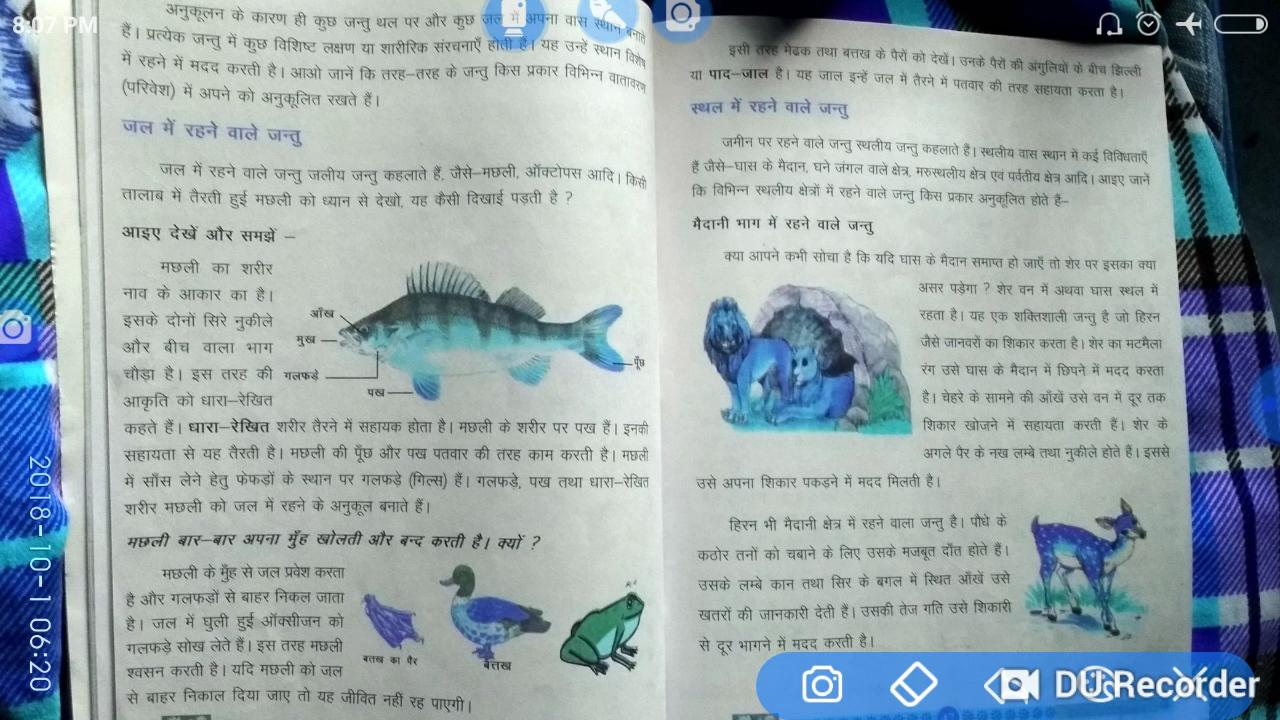 8:07 PM
अनुकूलन के कारण ही कुछ जन्तु थल पर और कुछ जल में अपना वास स्थान बनाते
हैं। प्रत्येक जन्तु में कुछ विशिष्ट लक्षण या शारीरिक संरचनाएँ होती हैं। यह उन्हें स्थान विशेष
में रहने में मदद करती है। आओ जानें कि तरह-तरह के जन्तु किस प्रकार विभिन्न वातावरण
(परिवेश) में अपने को अनुकूलित रखते हैं।
जल में रहने वाले जन्तु
जल में रहने वाले जन्तु जलीय जन्तु कहलाते हैं, जैसे-मछली, ऑक्टोपस आदि। किसी
तालाब में तैरती हुई मछली को ध्यान से देखो, यह कैसी दिखाई पड़ती है ?
आइए देखें और समझें –
मछली का शरीर
नाव के आकार का है।
इसके दोनों सिरे नुकीले
और बीच वाला भाग
चौड़ा है। इस तरह की
आकृति को धारा-रेखित
आँख
मुख
गलफड़े
पख
पूँछ
कहते हैं। धारा-रेखित शरीर तैरने में सहायक होता है। मछली के शरीर पर पख हैं। इनकी
सहायता से यह तैरती है। मछली की पूँछ और पख पतवार की तरह काम करती है। मछली
में साँस लेने हेतु फेफड़ों के स्थान पर गलफड़े (गिल्स) हैं। गलफड़े, पख तथा धारा-रेखित
शरीर मछली को जल में रहने के अनुकूल बनाते हैं।
मछली बार-बार अपना मुँह खोलती और बन्द करती है। क्यों ?
मछली के मुँह से जल प्रवेश करता
है और गलफड़ों से बाहर निकल जाता
है। जल में घुली हुई ऑक्सीजन को
गलफड़े सोख लेते हैं। इस तरह मछली
श्वसन करती है। यदि मछली को जल
से बाहर निकाल दिया जाए तो यह जीवित नहीं रह पाएगी।
बतख का पैर
बत्तख
इसी तरह मेढक तथा बतख के पैरों को देखें। उनके पैरों की अंगुलियों के बीच झिल्ली
या पाद-जाल है। यह जाल इन्हें जल में तैरने में पतवार की तरह सहायता करता है।
स्थल में रहने वाले जन्तु
जमीन पर रहने वाले जन्तु स्थलीय जन्तु कहलाते है। स्थलीय वास स्थान में कई विविधताएँ
हैं जैसे-घास के मैदान, घने जंगल वाले क्षेत्र, मरुस्थलीय क्षेत्र एवं पर्वतीय क्षेत्र आदि। आइए जानें
कि विभिन्न स्थलीय क्षेत्रों में रहने वाले जन्तु किस प्रकार अनुकूलित होते हैं-
मैदानी भाग में रहने वाले जन्तु
क्या आपने कभी सोचा है कि यदि घास के मैदान समाप्त हो जाएँ तो शेर पर इसका क्या
असर पड़ेगा ? शेर वन में अथवा घास स्थल में
रहता है। यह एक शक्तिशाली जन्तु है जो हिरन
जैसे जानवरों का शिकार करता है। शेर का मटमैला
रंग उसे घास के मैदान में छिपने में मदद करता
है। चेहरे के सामने की आँखें उसे वन में दूर तक
शिकार खोजने में सहायता करती हैं। शेर के
अगले पैर के नख लम्बे तथा नुकीले होते हैं। इससे
उसे अपना शिकार पकड़ने में मदद मिलती है।
हिरन भी मैदानी क्षेत्र में रहने वाला जन्तु है। पौधे के
कठोर तनों को चबाने के लिए उसके मजबूत दाँत होते हैं।
उसके लम्बे कान तथा सिर के बगल में स्थित आँखें उसे
खतरों की जानकारी देती हैं। उसकी तेज गति उसे शिकारी
से दूर भागने में मदद करती है।
2018-10-1 06:20
DU Recorder